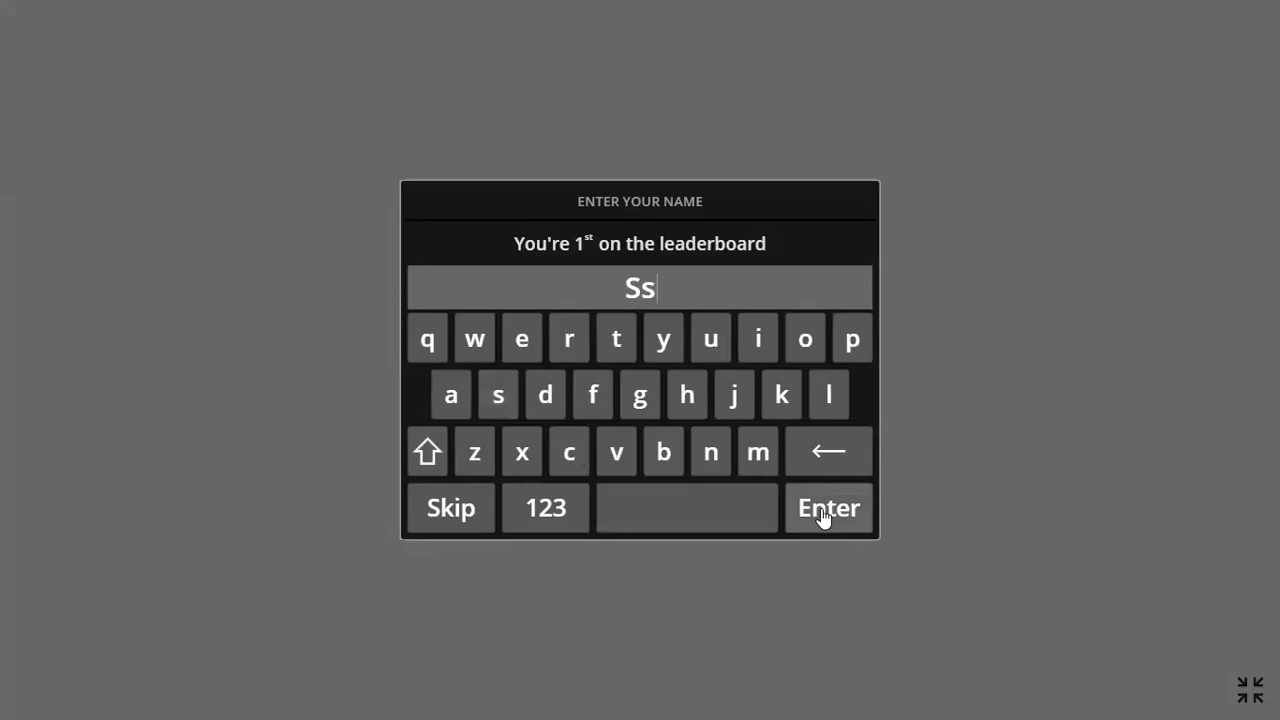 ENTER YOUR NAME
You're 1st on the leaderboard
Ss
q w e r t y u i o p
a s d f g h j k l
z x c v b n m ←
Skip 123 Enter